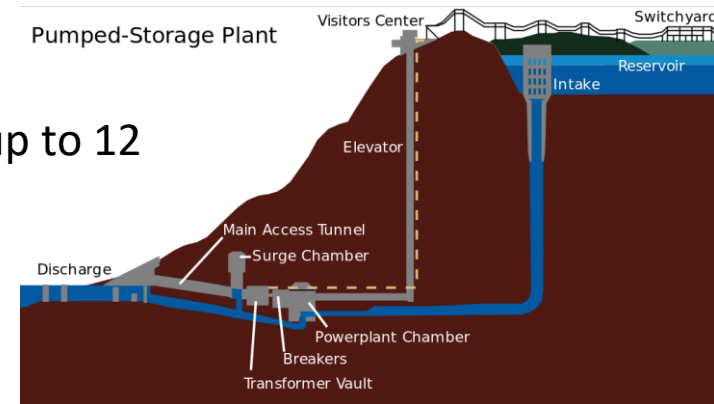 Pumped-Storage Plant
Visitors Center
Switchyard
Reservoir
Intake
up to 12
Elevator
Main Access Tunnel
Surge Chamber
Discharge
Powerplant Chamber
Breakers
Transformer Vault